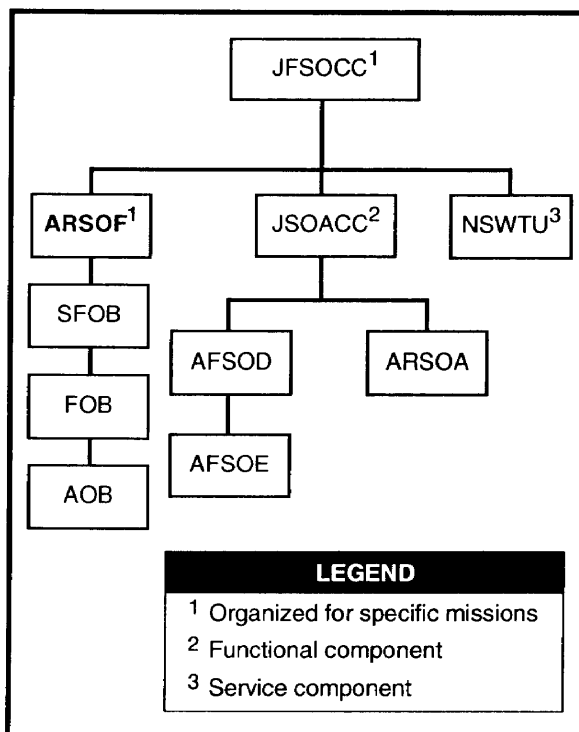 JFSOCC¹
ARSOF¹
JSOACC²
NSWTU³
SFOB
AFSOD
ARSOA
FOB
AFSOE
AOB
LEGEND
¹ Organized for specific missions
² Functional component
³ Service component